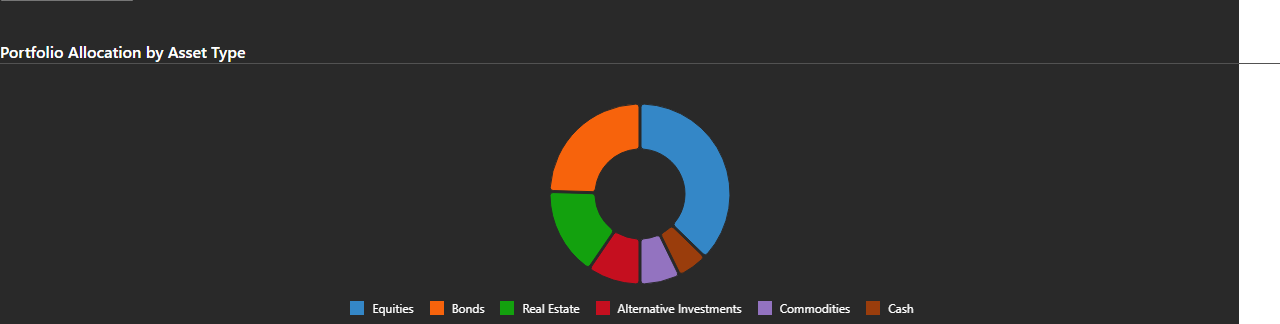 Portfolio Allocation by Asset Type
Equities Bonds Real Estate Alternative Investments Commodities Cash